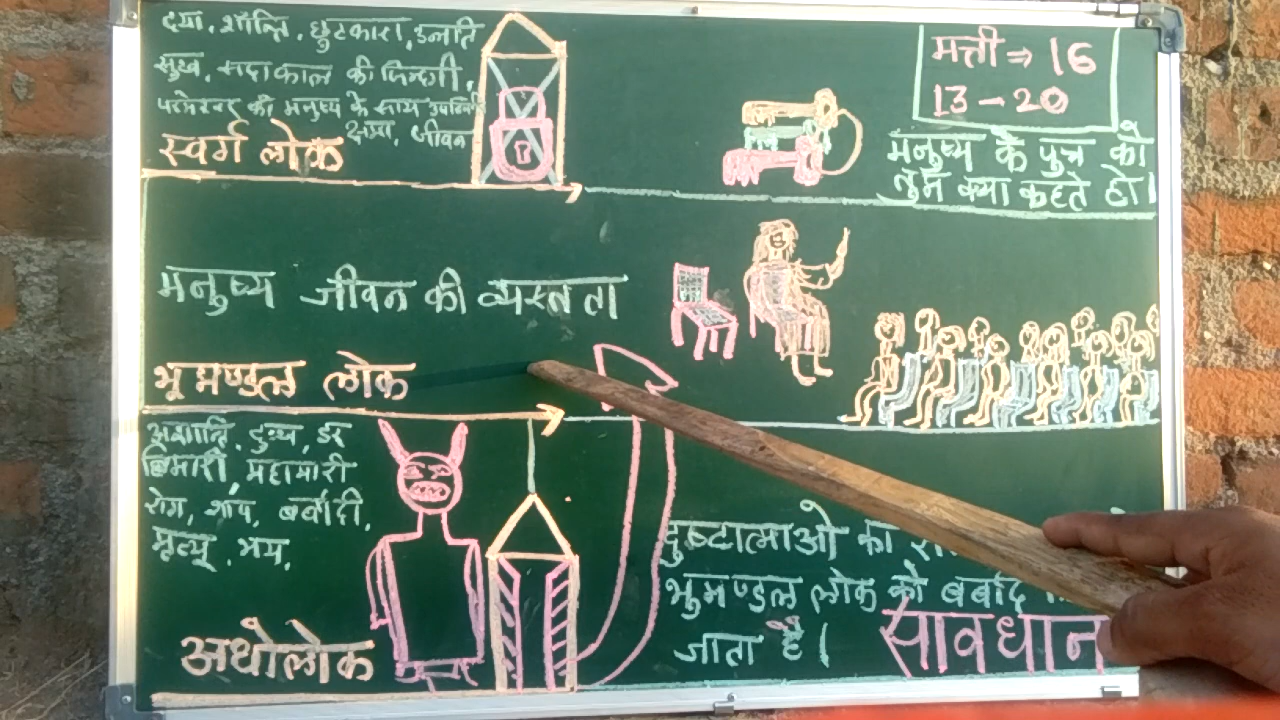 दया, शान्ति, छुटकारा, उन्नति
सुख, सदाकाल की जिन्दगी,
परमेश्वर की मनुष्य के साथ उपस्थिति
क्षमा, जीवन
स्वर्ग लोक
मत्ती ⇒ 16
13 - 20
मनुष्य के पुत्र को
तुम क्या कहते हो।
मनुष्य जीवन की व्यस्तता
भूमण्डल लोक
अशान्ति, दुःख, डर
बिमारी, महामारी
रोग, शॉप, बर्बादी,
मृत्यू, भय,
अधोलोक
दुष्टात्माओ का
भुमण्डल लोक को बर्बाद
जाता है।
सावधान